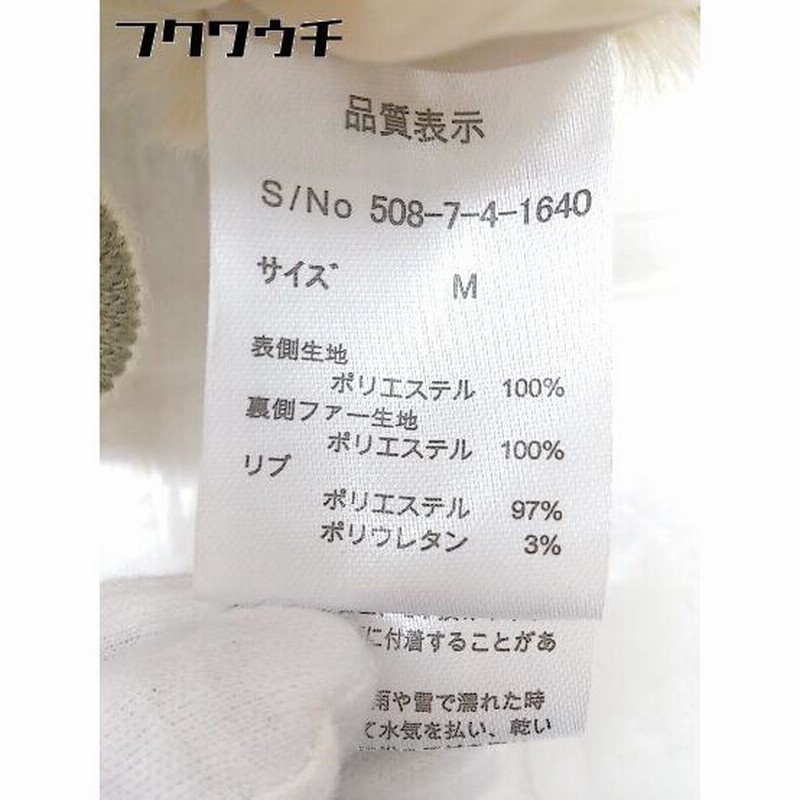 フクワウチ
品質表示
S/No 508-7-4-1640
サイズ M
表側生地
ポリエステル 100%
裏側ファー生地
ポリエステル 100%
リブ
ポリエステル 97%
ポリウレタン 3%
に付着することがあ
雨や雪で濡れた時
て水気を払い、乾い